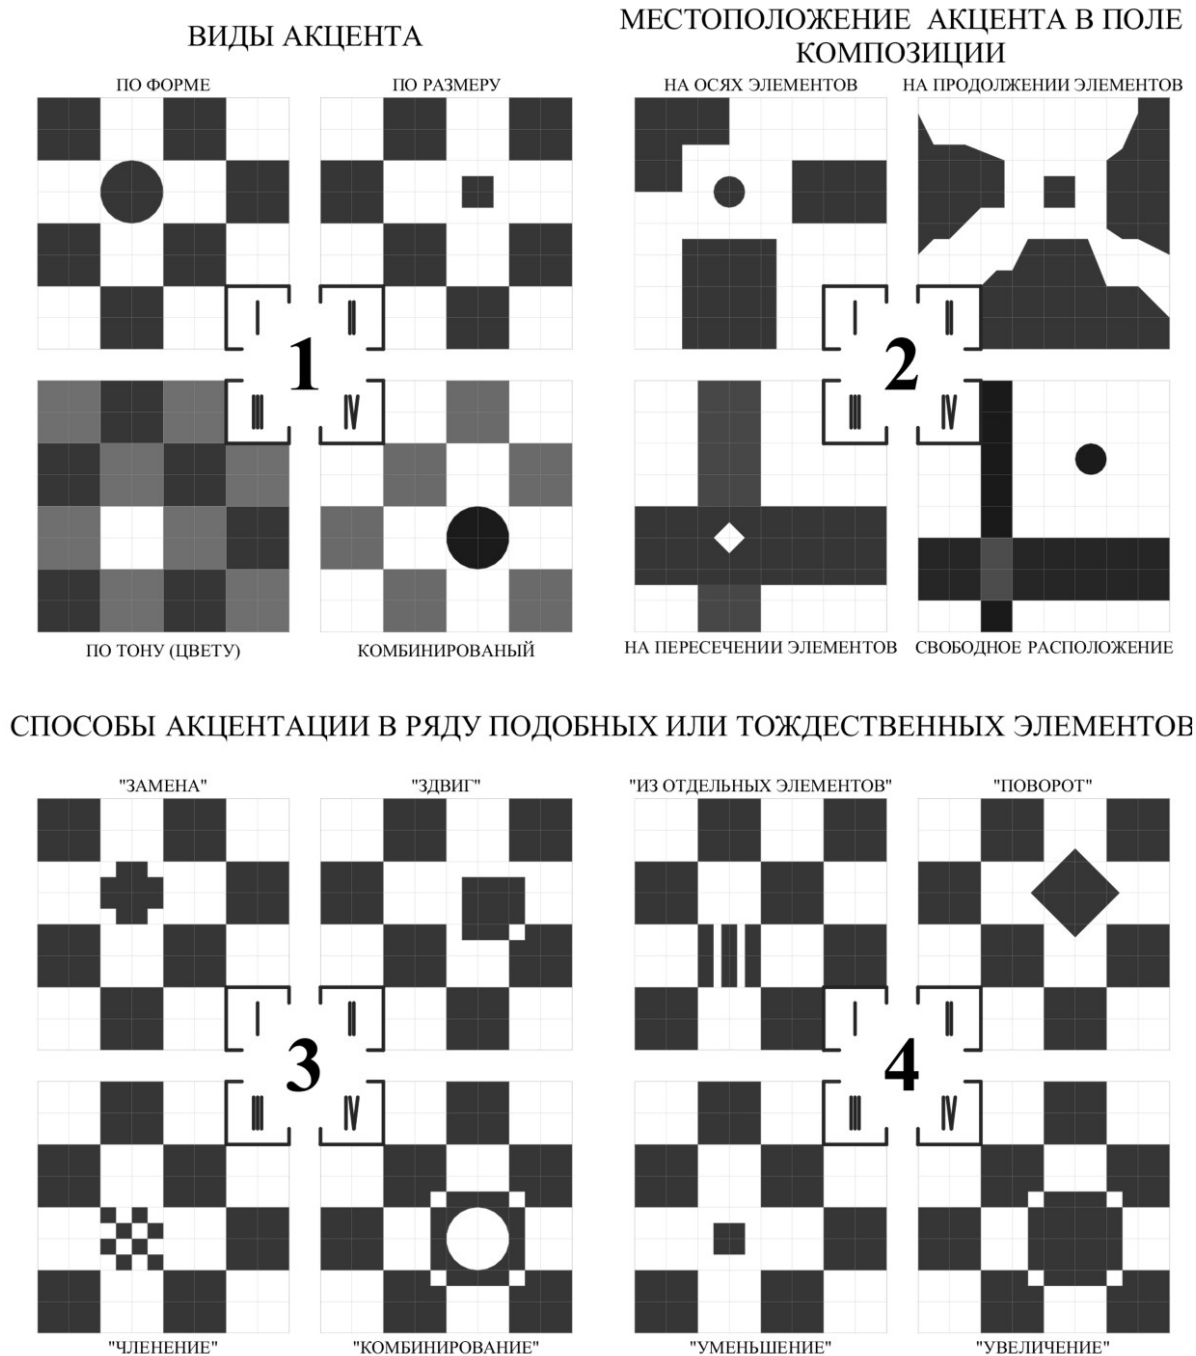 ВИДЫ АКЦЕНТА
МЕСТОПОЛОЖЕНИЕ АКЦЕНТА В ПОЛЕ
КОМПОЗИЦИИ
ПО ФОРМЕ
ПО РАЗМЕРУ
НА ОСЯХ ЭЛЕМЕНТОВ
НА ПРОДОЛЖЕНИИ ЭЛЕМЕНТОВ
I
II
I
II
1
2
III
IV
III
IV
ПО ТОНУ (ЦВЕТУ)
КОМБИНИРОВАНЫЙ
НА ПЕРЕСЕЧЕНИИ ЭЛЕМЕНТОВ
СВОБОДНОЕ РАСПОЛОЖЕНИЕ
СПОСОБЫ АКЦЕНТАЦИИ В РЯДУ ПОДОБНЫХ ИЛИ ТОЖДЕСТВЕННЫХ ЭЛЕМЕНТОВ
"ЗАМЕНА"
"ЗДВИГ"
"ИЗ ОТДЕЛЬНЫХ ЭЛЕМЕНТОВ"
"ПОВОРОТ"
I
II
I
II
3
4
III
IV
III
IV
"ЧЛЕНЕНИЕ"
"КОМБИНИРОВАНИЕ"
"УМЕНЬШЕНИЕ"
"УВЕЛИЧЕНИЕ"